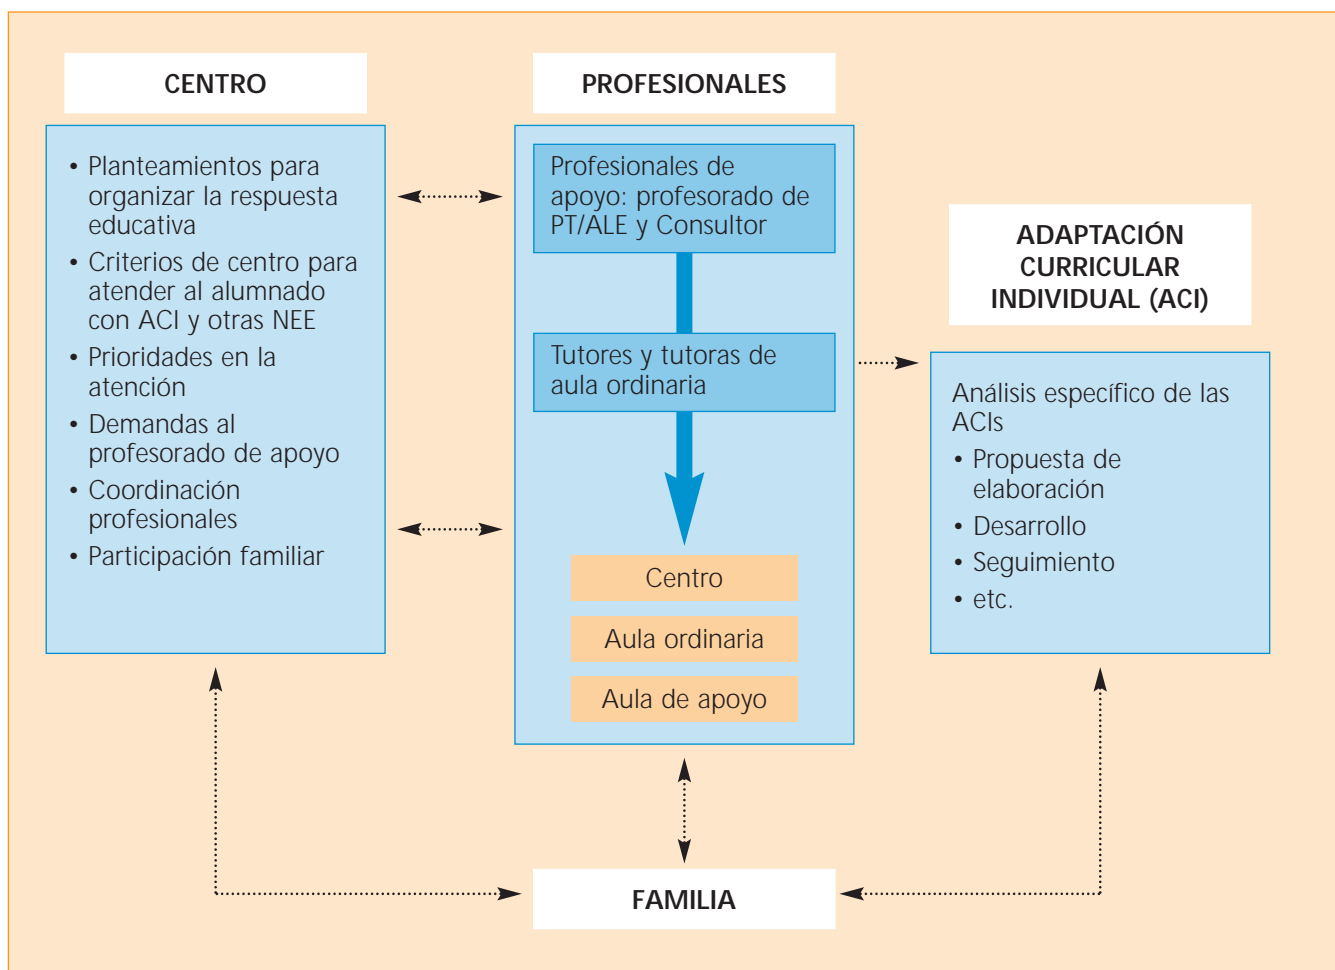 CENTRO
• Planteamientos para
organizar la respuesta
educativa
• Criterios de centro para
atender al alumnado
con ACI y otras NEE
• Prioridades en la
atención
• Demandas al
profesorado de apoyo
• Coordinación
profesionales
• Participación familiar
PROFESIONALES
Profesionales de
apoyo: profesorado de
PT/ALE y Consultor
Tutores y tutoras de
aula ordinaria
Centro
Aula ordinaria
Aula de apoyo
ADAPTACIÓN
CURRICULAR
INDIVIDUAL (ACI)
Análisis específico de las
ACIs
• Propuesta de
elaboración
• Desarrollo
• Seguimiento
• etc.
FAMILIA